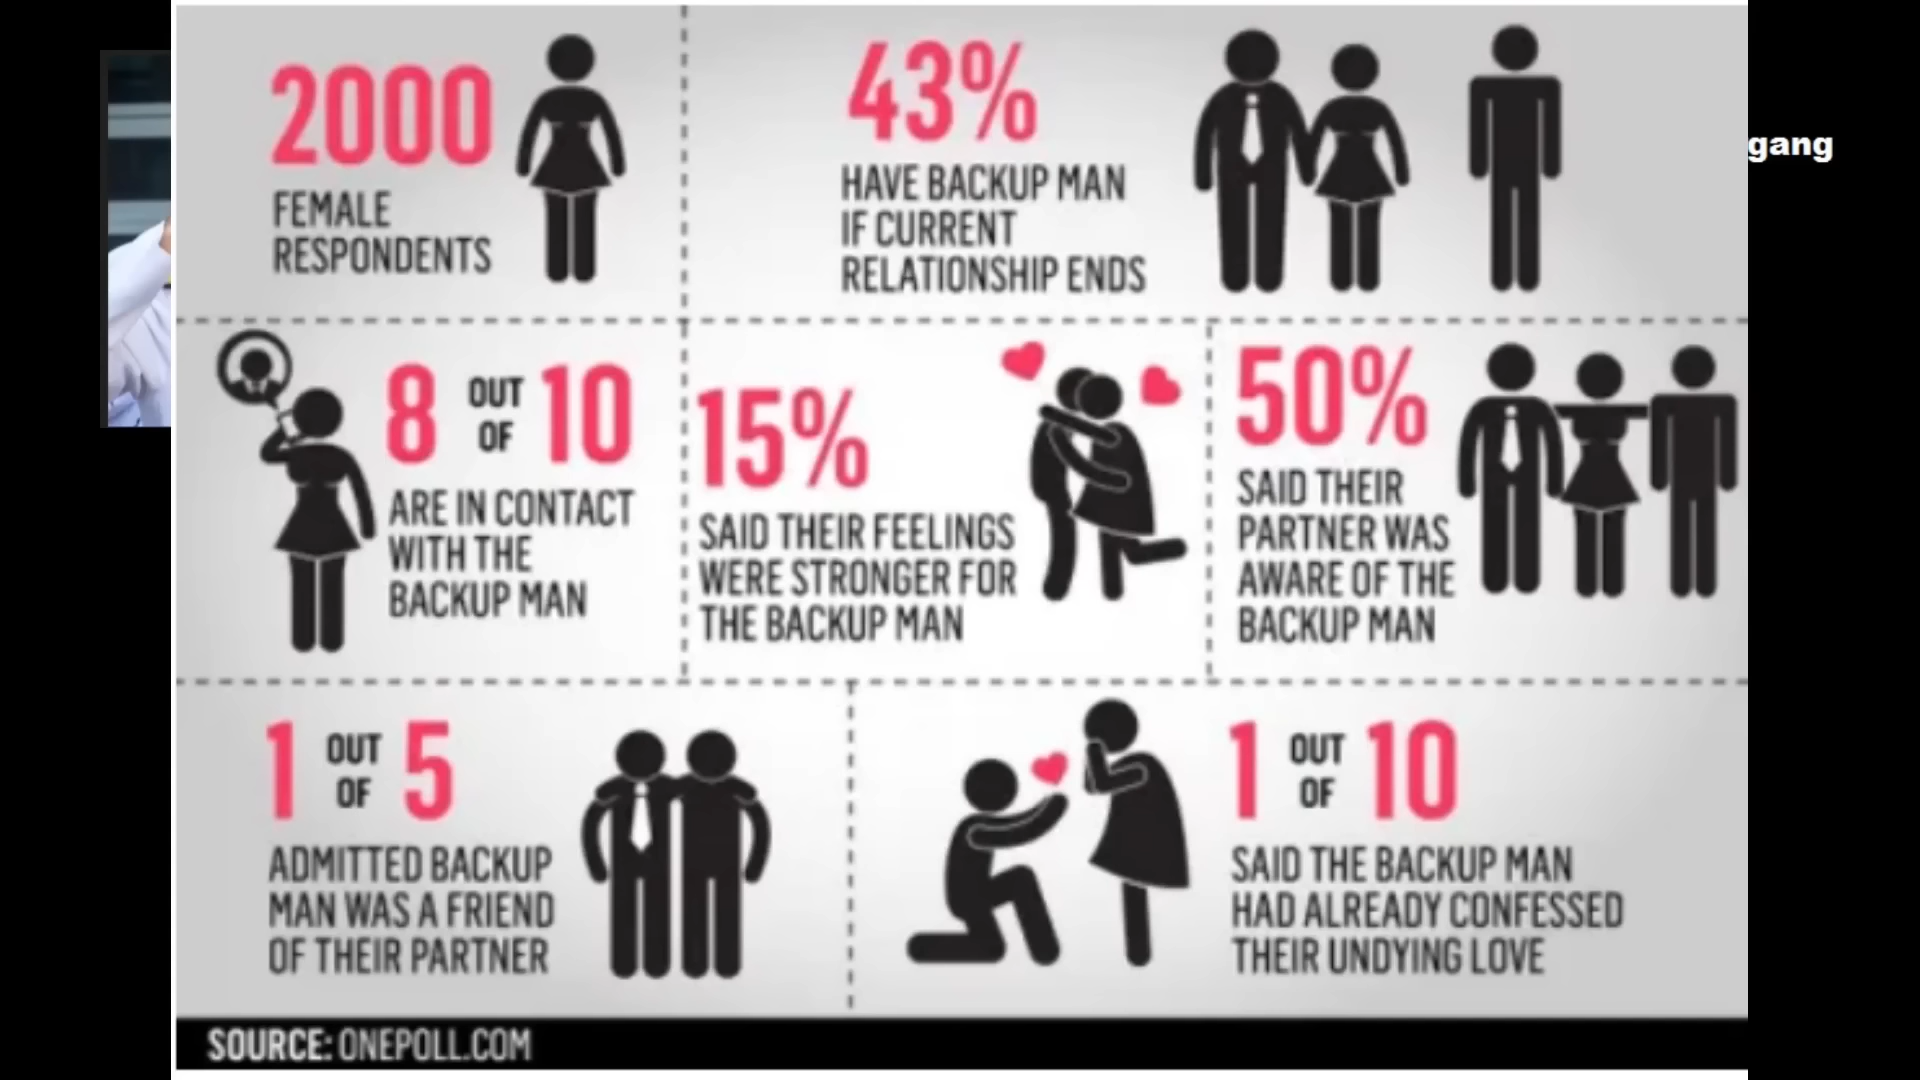 2000
FEMALE
RESPONDENTS
43%
HAVE BACKUP MAN
IF CURRENT
RELATIONSHIP ENDS
gang
8 OUT OF 10
ARE IN CONTACT
WITH THE
BACKUP MAN
15%
SAID THEIR FEELINGS
WERE STRONGER FOR
THE BACKUP MAN
50%
SAID THEIR
PARTNER WAS
AWARE OF THE
BACKUP MAN
1 OUT OF 5
ADMITTED BACKUP
MAN WAS A FRIEND
OF THEIR PARTNER
1 OUT OF 10
SAID THE BACKUP MAN
HAD ALREADY CONFESSED
THEIR UNDYING LOVE
SOURCE: ONEPOLL.COM